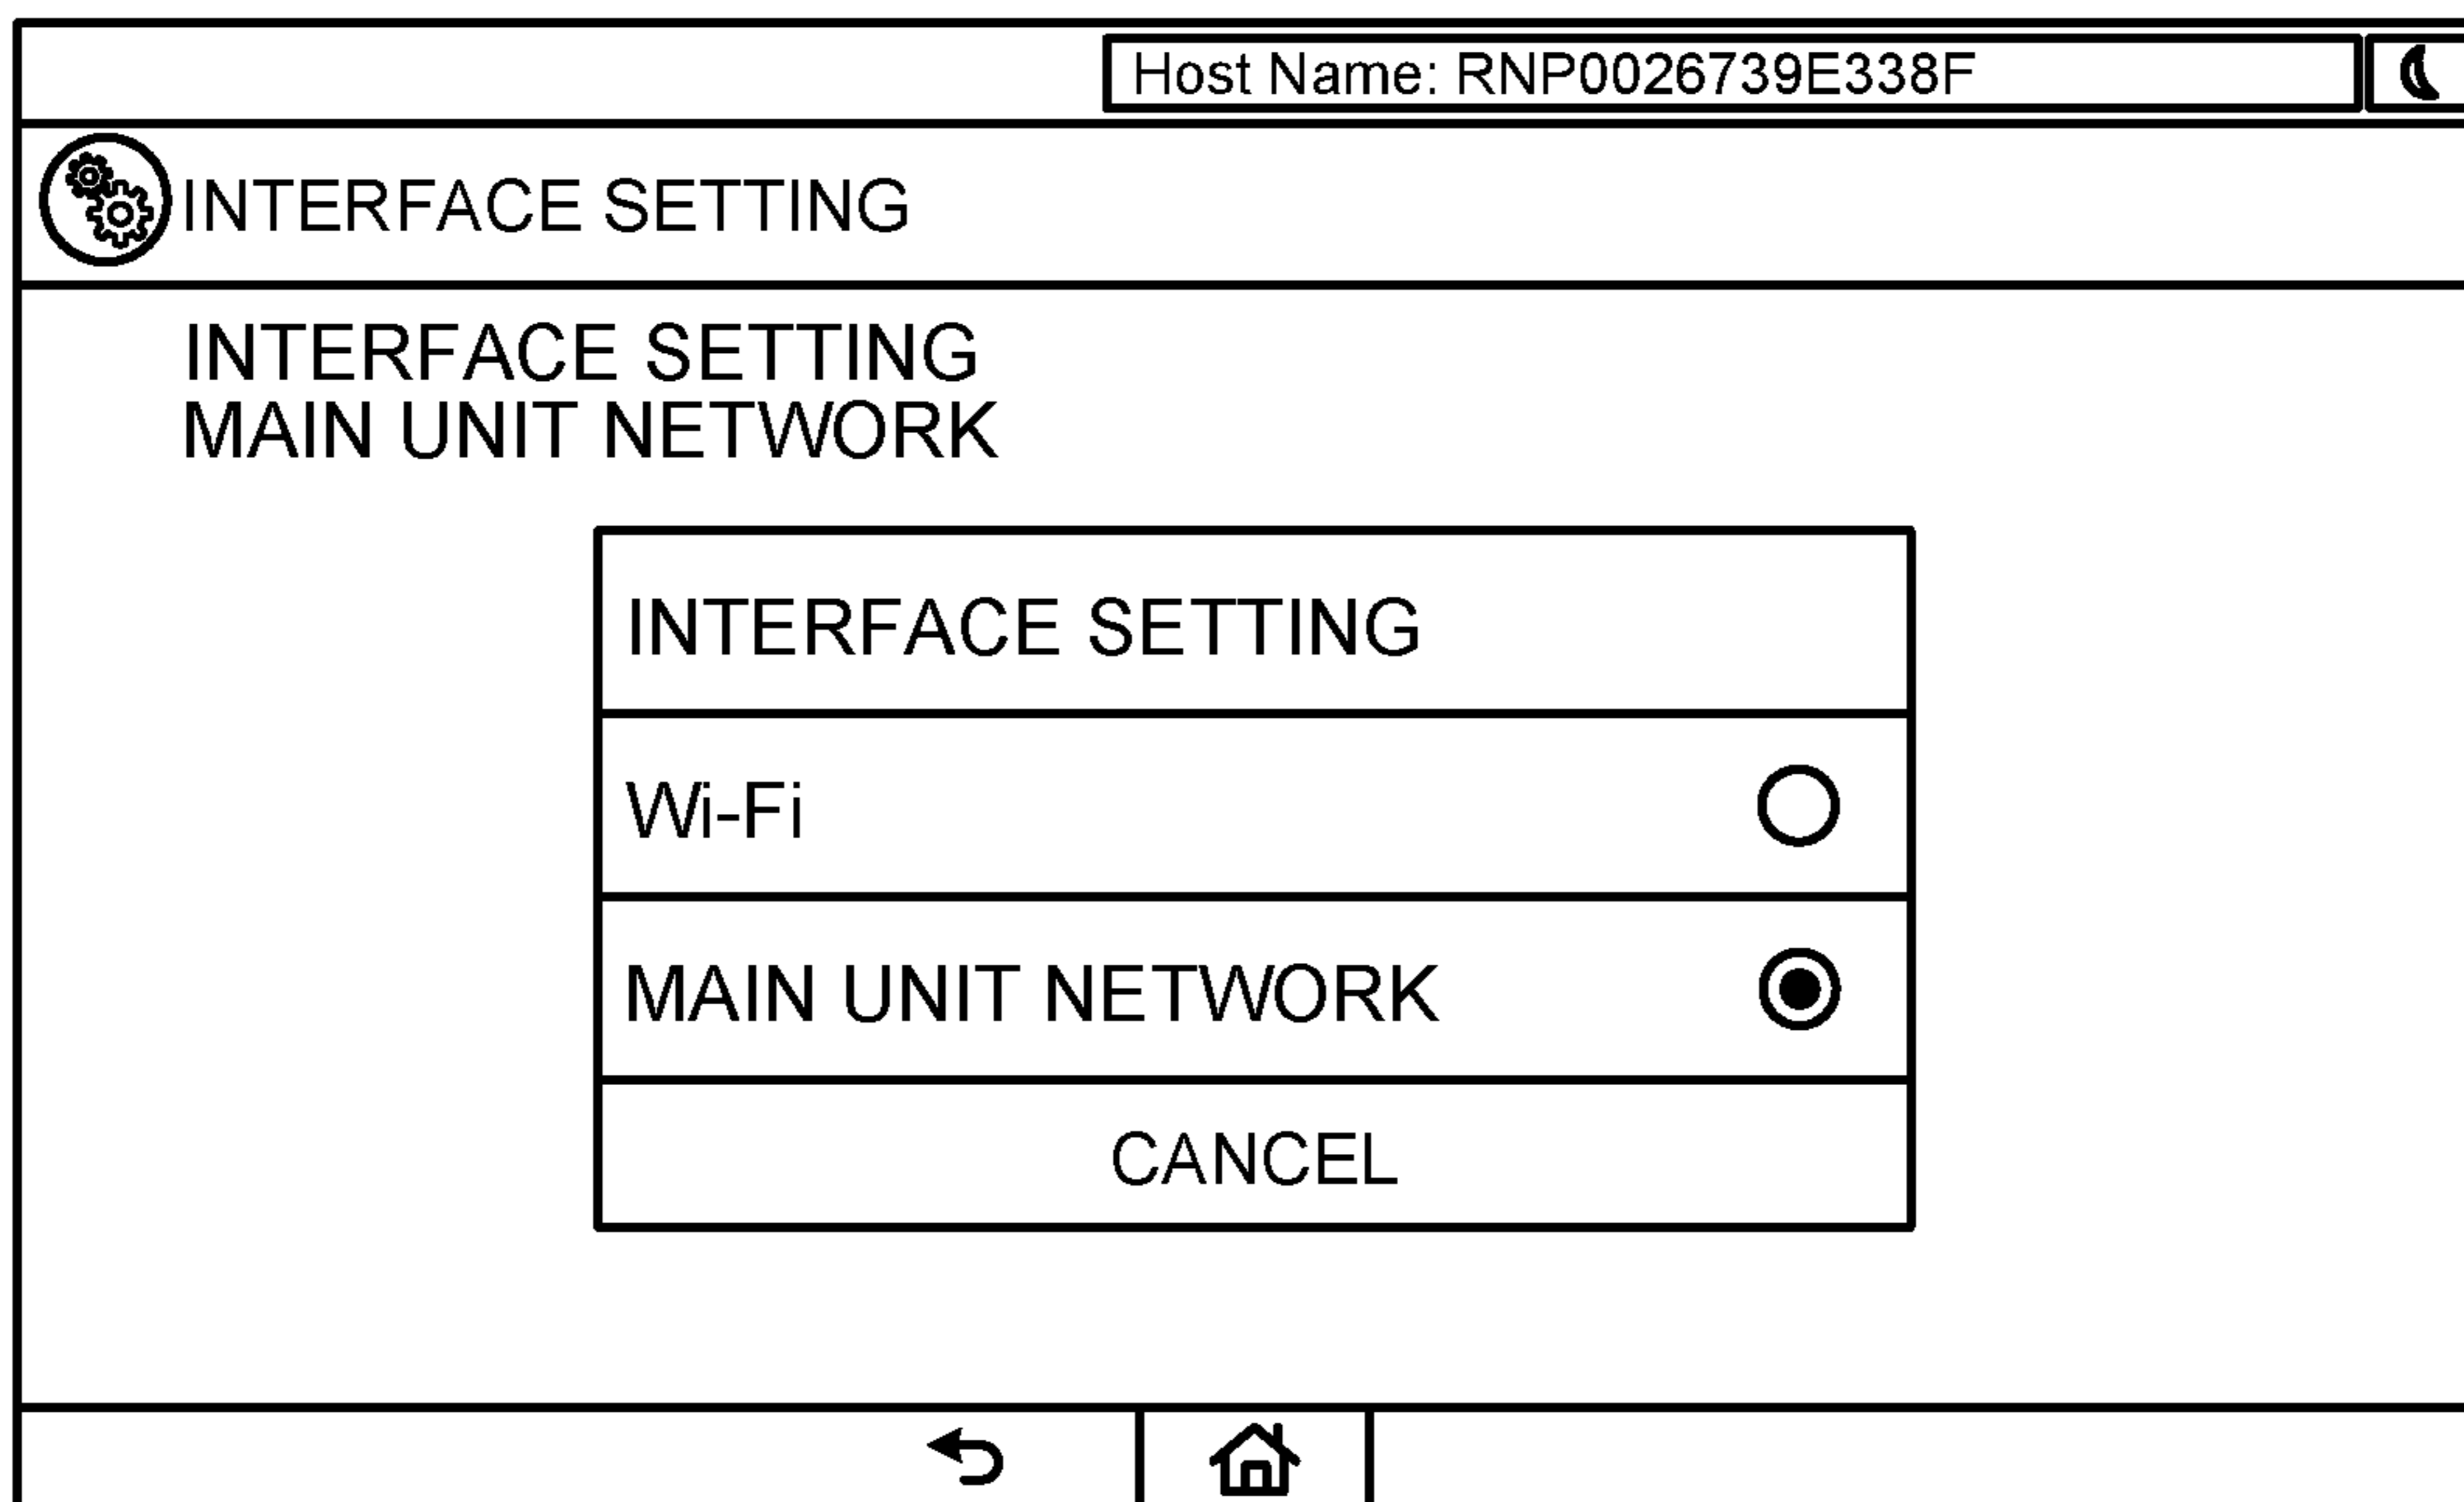 Host Name: RNP0026739E338F
INTERFACE SETTING
INTERFACE SETTING
MAIN UNIT NETWORK
INTERFACE SETTING
Wi-Fi
MAIN UNIT NETWORK
CANCEL